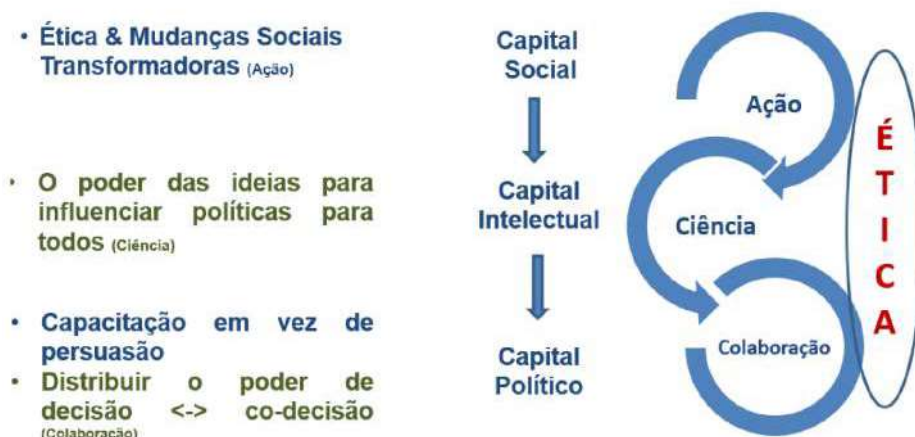 • Ética & Mudanças Sociais
Transformadoras (Ação)
• O poder das ideias para
influenciar políticas para
todos (Ciência)
• Capacitação em vez de
persuasão
• Distribuir o poder de
decisão <-> co-decisão
(Colaboração)
Capital
Social
Capital
Intelectual
Capital
Político
Ação
Ciência
Colaboração
É
T
I
C
A